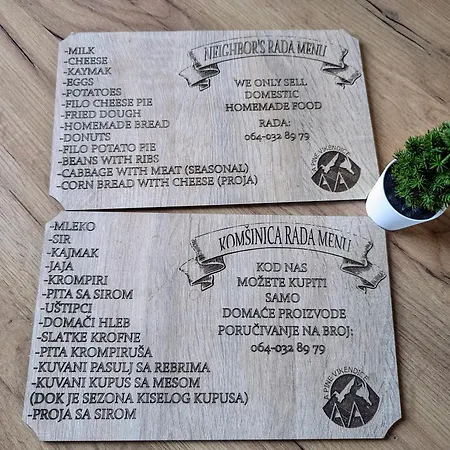 -MILK
-CHEESE
-KAYMAK
-EGGS
-POTATOES
-FILO CHEESE PIE
-FRIED DOUGH
-HOMEMADE BREAD
-DONUTS
-FILO POTATO PIE
-BEANS WITH RIBS
-CABBAGE WITH MEAT (SEASONAL)
-CORN BREAD WITH CHEESE (PROJA)
NEIGHBOR'S RADA MENU
WE ONLY SELL
DOMESTIC
HOMEMADE FOOD
RADA:
064-032 89 79
-MLEKO
-SIR
-KAJMAK
-JAJA
-KROMPIRI
-PITA SA SIROM
-UŠTIPCI
-DOMAĆI HLEB
-SLATKE KROFNE
-PITA KROMPIRUŠA
-KUVANI PASULJ SA REBRIMA
-KUVANI KUPUS SA MESOM
(DOK JE SEZONA KISELOG KUPUSA)
-PROJA SA SIROM
KOMŠINICA RADA MENU
KOD NAS
MOŽETE KUPITI
SAMO
DOMAĆE PROIZVODE
PORUČIVANJE NA BROJ:
064-032 89 79